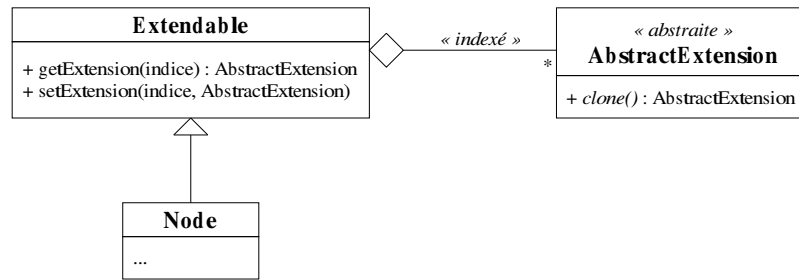 Extendable
+ getExtension(indice) : AbstractExtension
+ setExtension(indice, AbstractExtension)
« indexé »
*
« abstraite »
AbstractExtension
+ clone() : AbstractExtension
Node
...